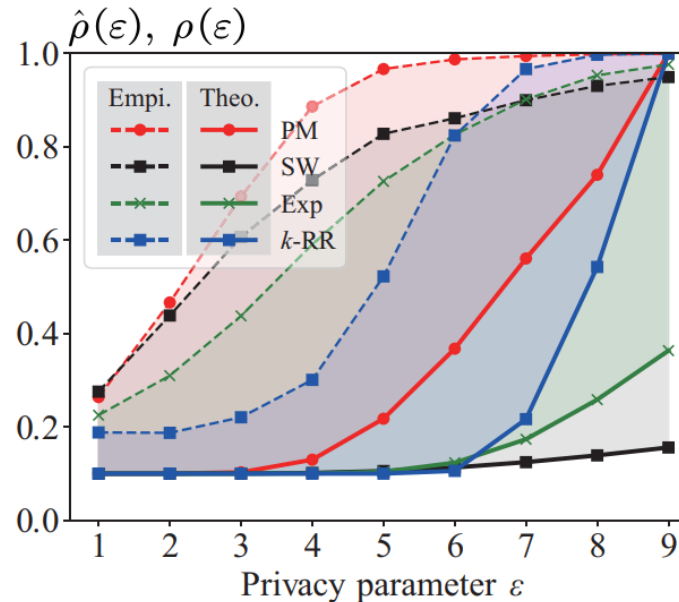 ρ̂(ε), ρ(ε)
1.0
0.8
0.6
0.4
0.2
0.0
Empi. Theo.
PM
SW
Exp
k-RR
1 2 3 4 5 6 7 8 9
Privacy parameter ε